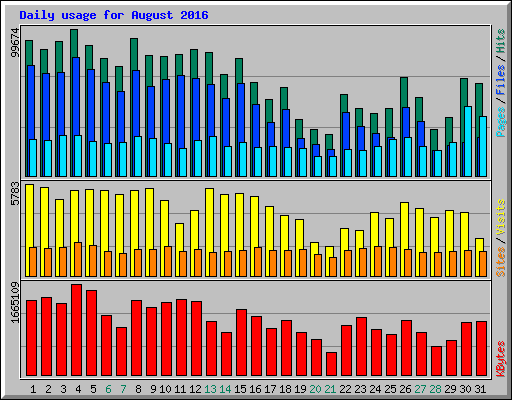 Daily usage for August 2016
99674
Pages / Files / Hits
5783
Sites / Visits
1665109
KBytes
1 2 3 4 5 6 7 8 9 10 11 12 13 14 15 16 17 18 19 20 21 22 23 24 25 26 27 28 29 30 31